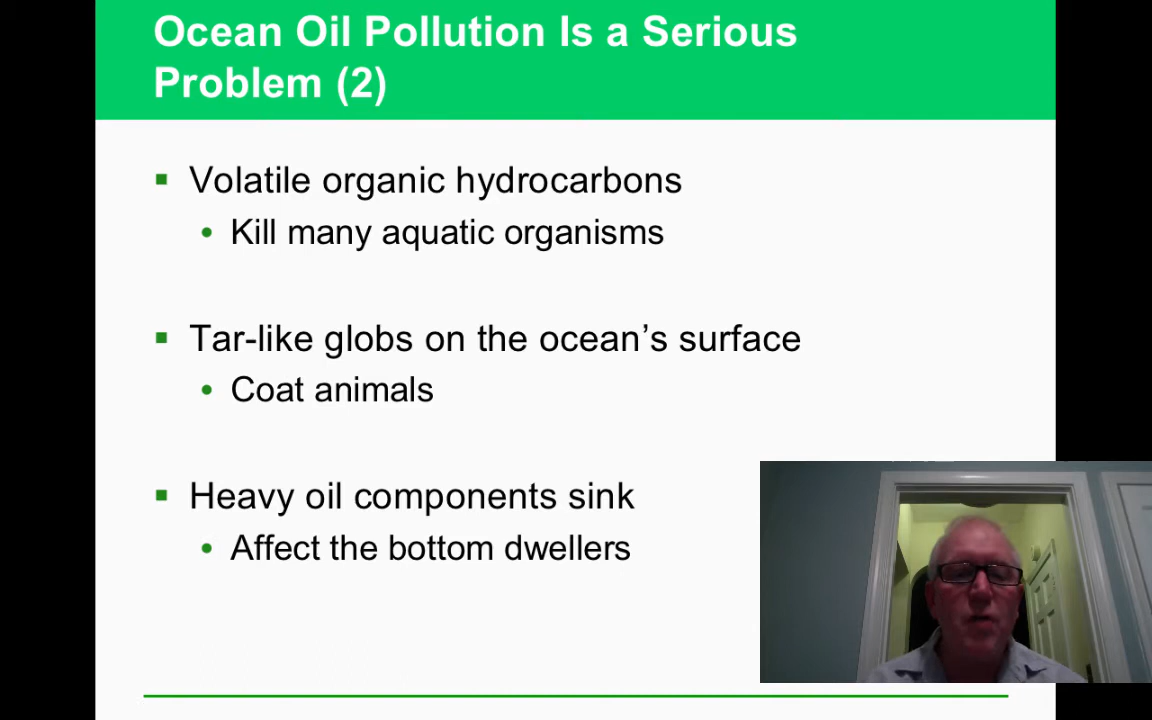 Ocean Oil Pollution Is a Serious
Problem (2)
Volatile organic hydrocarbons
Kill many aquatic organisms
Tar-like globs on the ocean’s surface
Coat animals
Heavy oil components sink
Affect the bottom dwellers